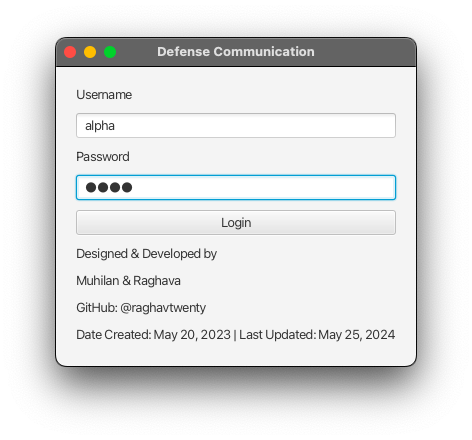 Defense Communication
Username
alpha
Password
●●●●
Login
Designed & Developed by
Muhilan & Raghava
GitHub: @raghavtwenty
Date Created: May 20, 2023 | Last Updated: May 25, 2024